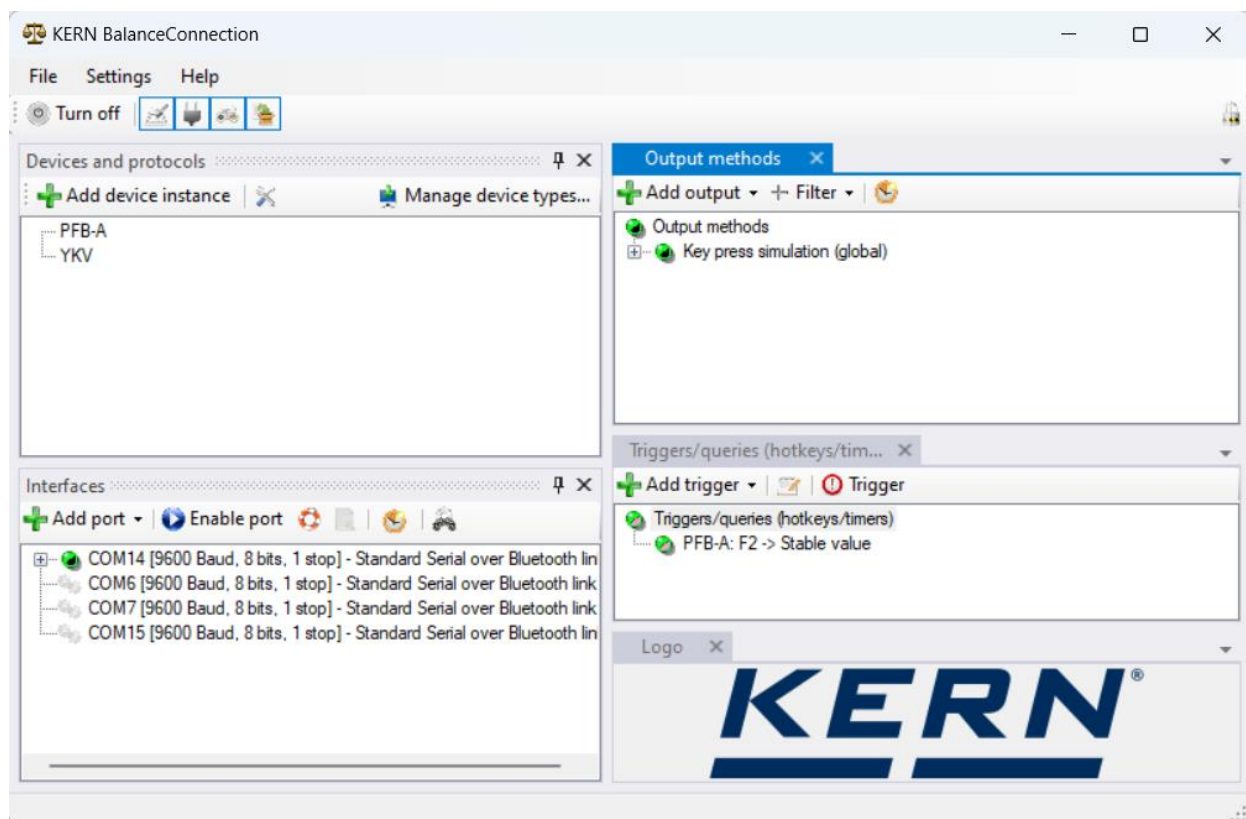 KERN BalanceConnection
File Settings Help
Turn off
Devices and protocols
Add device instance
Manage device types...
PFB-A
YKV
Interfaces
Add port
Enable port
COM14 [9600 Baud, 8 bits, 1 stop] - Standard Serial over Bluetooth lin
COM6 [9600 Baud, 8 bits, 1 stop] - Standard Serial over Bluetooth link
COM7 [9600 Baud, 8 bits, 1 stop] - Standard Serial over Bluetooth link
COM15 [9600 Baud, 8 bits, 1 stop] - Standard Serial over Bluetooth lin
Output methods
Add output Filter
Output methods
Key press simulation (global)
Triggers/queries (hotkeys/tim...
Add trigger Trigger
Triggers/queries (hotkeys/timers)
PFB-A: F2 -> Stable value
Logo
KERN®